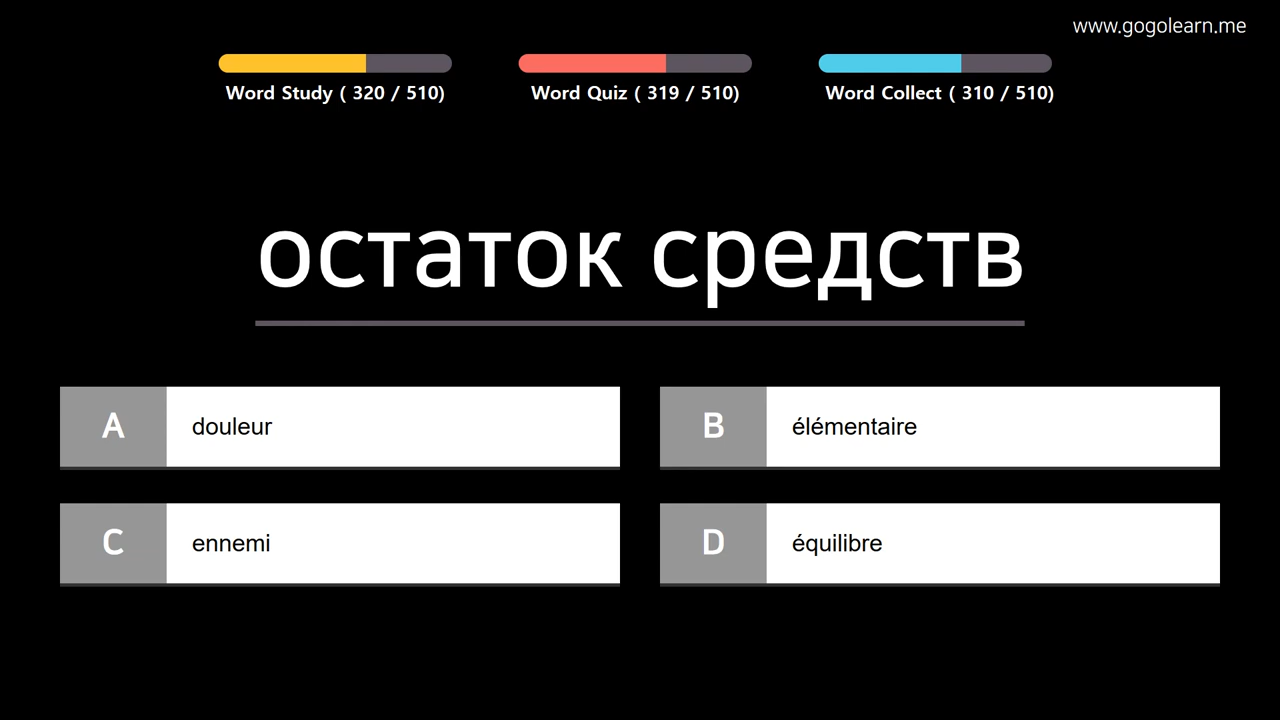 www.gogolearn.me
Word Study ( 320 / 510)
Word Quiz ( 319 / 510)
Word Collect ( 310 / 510)
остаток средств
A
douleur
B
élémentaire
C
ennemi
D
équilibre